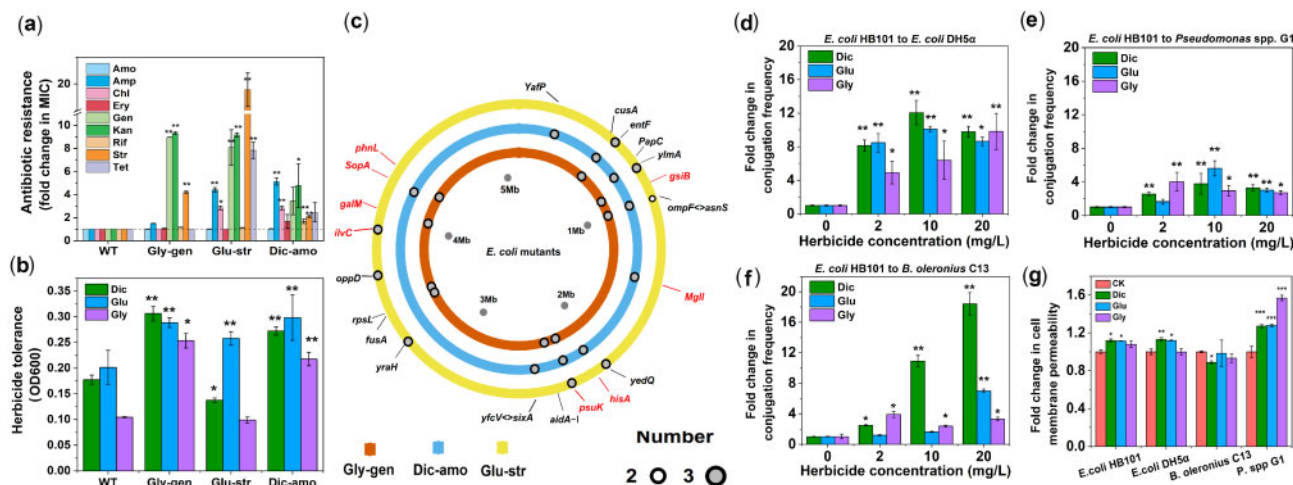 (a)
Antibiotic resistance
(fold change in MIC)
20
10
8
6
4
2
0
Amo
Amp
Chl
Ery
Gen
Kan
Rif
Str
Tet
WT
Gly-gen
Glu-str
Dic-amo
(b)
Herbicide tolerance
(OD600)
0.35
0.30
0.25
0.20
0.15
0.10
0.05
0.00
Dic
Glu
Gly
WT
Gly-gen
Glu-str
Dic-amo
(c)
YafP
cusA
entF
PapC
ylmA
gsiB
ompF<>asnS
MglI
yedQ
hisA
psuK
aidA-I
yfcV<>sixA
yraH
fusA
rpsL
oppD
ilvC
galM
SopA
phnL
5Mb
1Mb
2Mb
3Mb
4Mb
E. coli mutants
Gly-gen
Dic-amo
Glu-str
Number
2
3
(d)
E. coli HB101 to E. coli DH5α
Fold change in
conjugation frequency
20
16
12
8
4
0
Dic
Glu
Gly
0 2 10 20
Herbicide concentration (mg/L)
(e)
E. coli HB101 to Pseudomonas spp. G1
Fold change in
conjugation frequency
20
16
12
8
4
0
Dic
Glu
Gly
0 2 10 20
Herbicide concentration (mg/L)
(f)
E. coli HB101 to B. oleronius C13
Fold change in
conjugation frequency
20
15
10
5
0
Dic
Glu
Gly
0 2 10 20
Herbicide concentration (mg/L)
(g)
Fold change in cell
membrane permeability
1.6
1.2
0.8
0.4
0.0
CK
Dic
Glu
Gly
E.coli HB101
E.coli DH5α
B. oleronius C13
P. spp G1